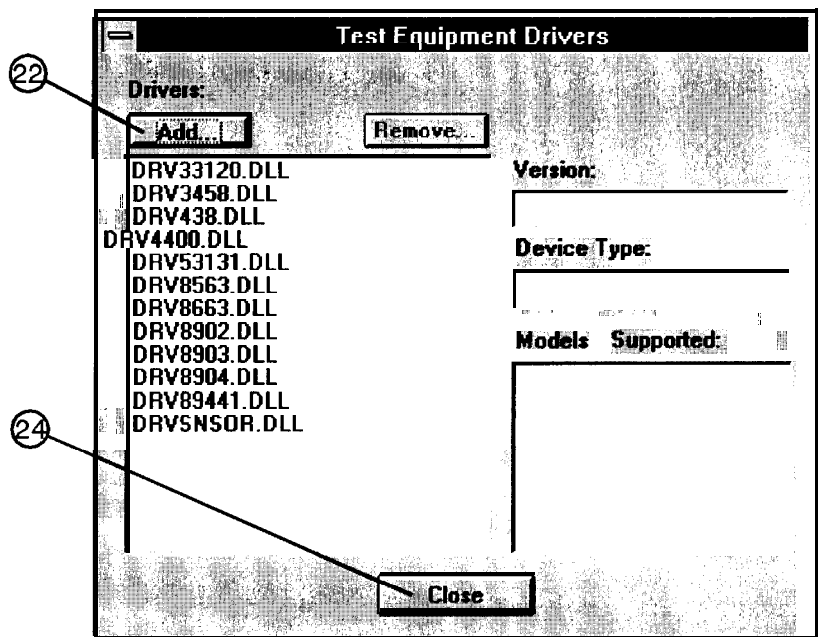 Test Equipment Drivers
22
Drivers:
Add...
Remove...
DRV33120.DLL
DRV3458.DLL
DRV438.DLL
DRV4400.DLL
DRV53131.DLL
DRV8563.DLL
DRV8663.DLL
DRV8902.DLL
DRV8903.DLL
DRV8904.DLL
DRV89441.DLL
DRVSNSOR.DLL
Version:
Device Type:
Models Supported:
24
Close